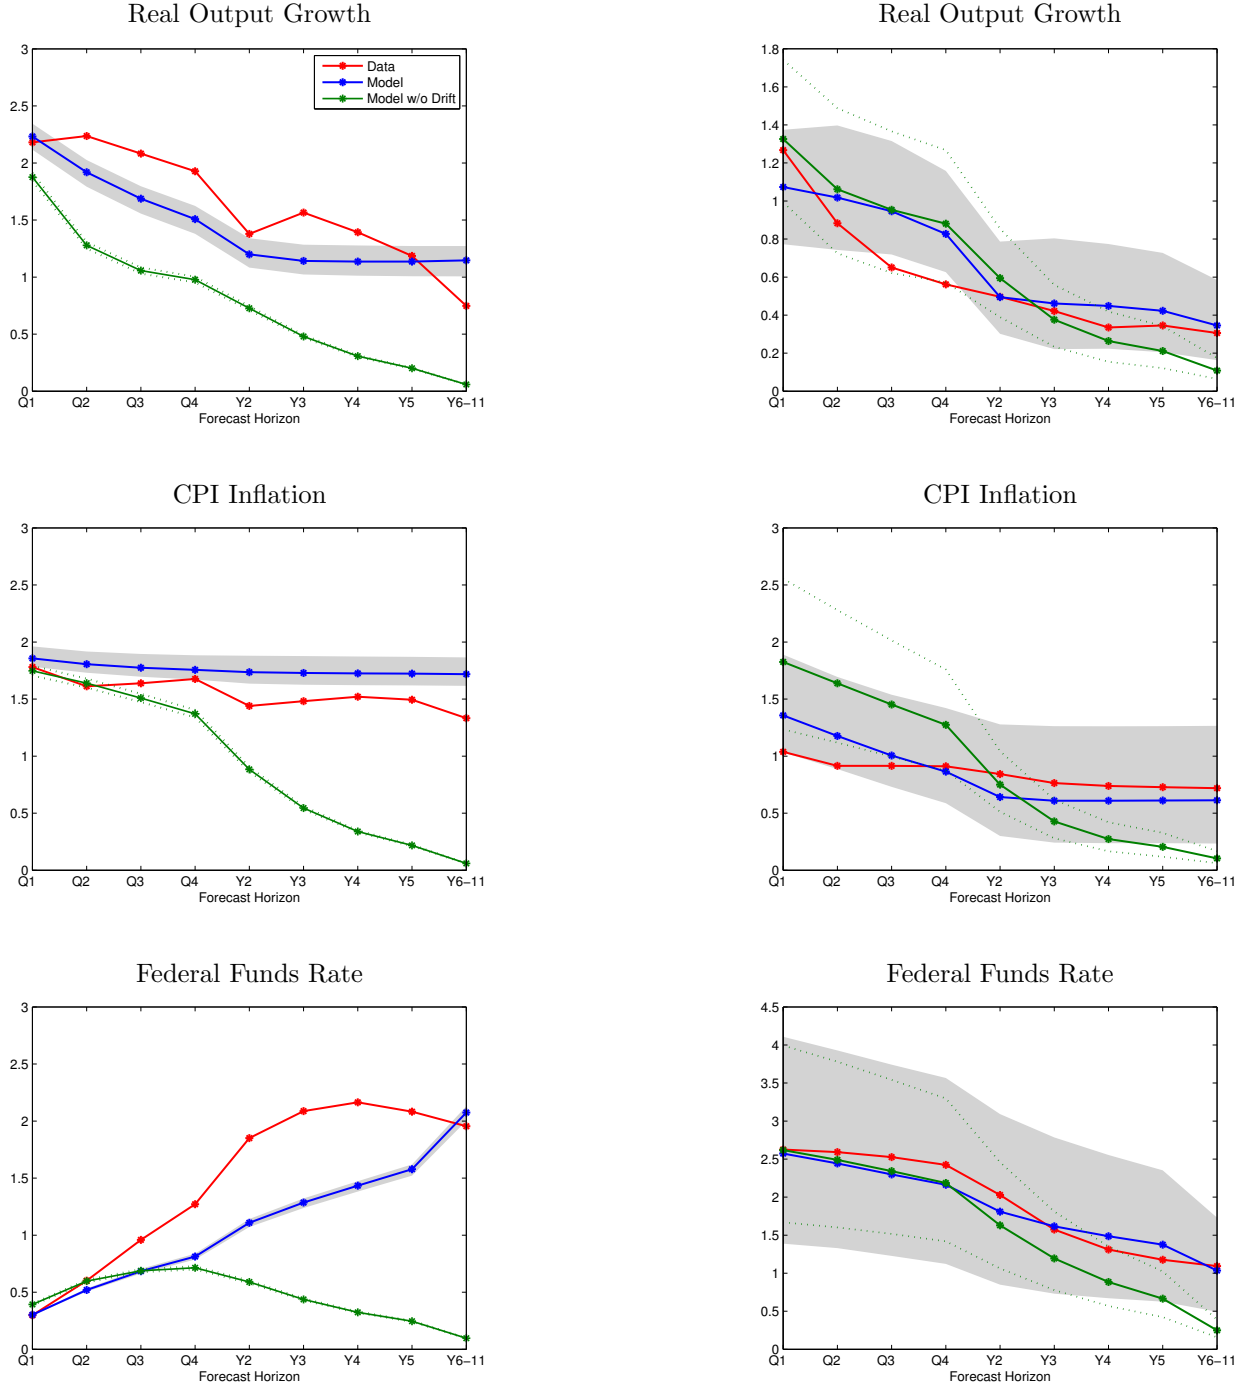 Real Output Growth
3
2.5
2
1.5
1
0.5
0
Data
Model
Model w/o Drift
Q1 Q2 Q3 Q4 Y2 Y3 Y4 Y5 Y6−11
Forecast Horizon
Real Output Growth
1.8
1.6
1.4
1.2
1
0.8
0.6
0.4
0.2
0
Q1 Q2 Q3 Q4 Y2 Y3 Y4 Y5 Y6−11
Forecast Horizon
CPI Inflation
3
2.5
2
1.5
1
0.5
0
Q1 Q2 Q3 Q4 Y2 Y3 Y4 Y5 Y6−11
Forecast Horizon
CPI Inflation
3
2.5
2
1.5
1
0.5
0
Q1 Q2 Q3 Q4 Y2 Y3 Y4 Y5 Y6−11
Forecast Horizon
Federal Funds Rate
3
2.5
2
1.5
1
0.5
0
Q1 Q2 Q3 Q4 Y2 Y3 Y4 Y5 Y6−11
Forecast Horizon
Federal Funds Rate
4.5
4
3.5
3
2.5
2
1.5
1
0.5
0
Q1 Q2 Q3 Q4 Y2 Y3 Y4 Y5 Y6−11
Forecast Horizon